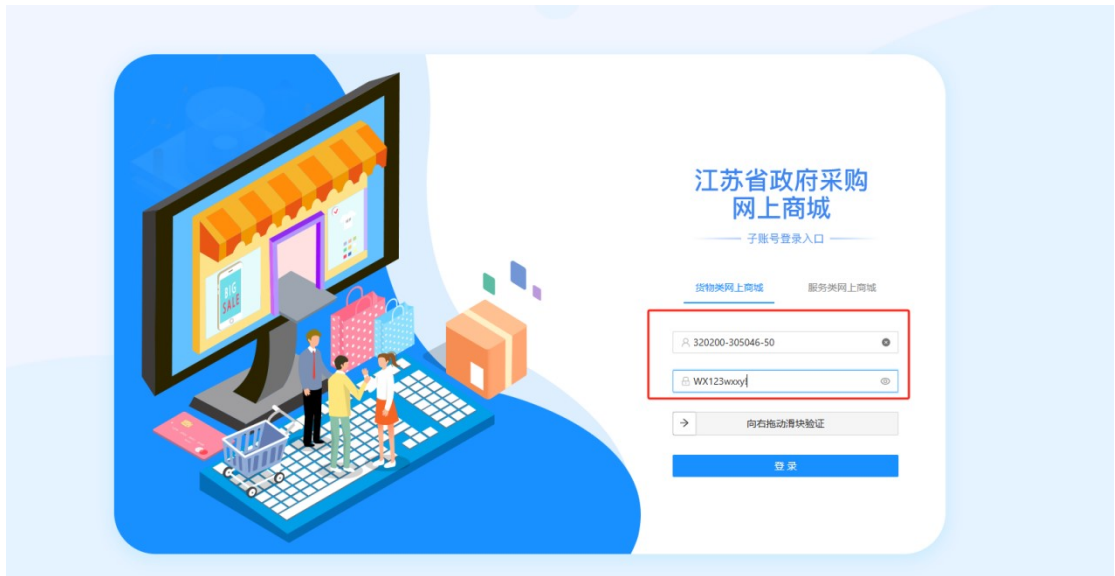 江苏省政府采购
网上商城
子账号登录入口
货物类网上商城 服务类网上商城
320200-305046-50
WX123wxxy!
向右拖动滑块验证
登录
BIG
SALE